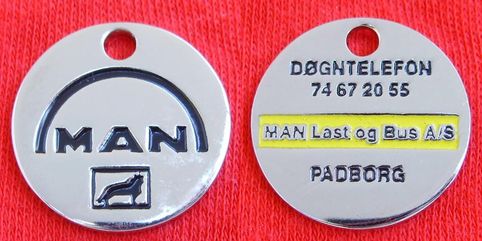 MAN
DØGNTELEFON
74 67 20 55
MAN Last og Bus A/S
PADBORG